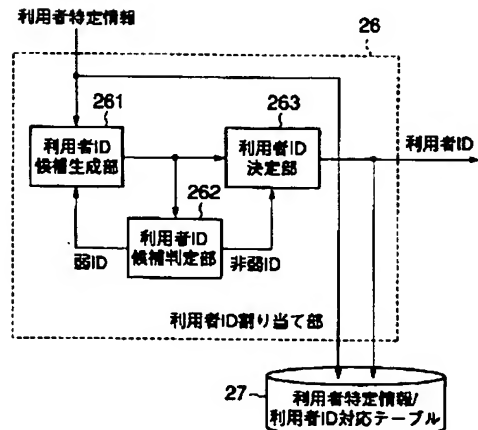 利用者特定情報
26
261
263
利用者ID
候補生成部
利用者ID
決定部
利用者ID
262
利用者ID
候補判定部
弱ID
非弱ID
利用者ID割り当て部
27
利用者特定情報/
利用者ID対応テーブル